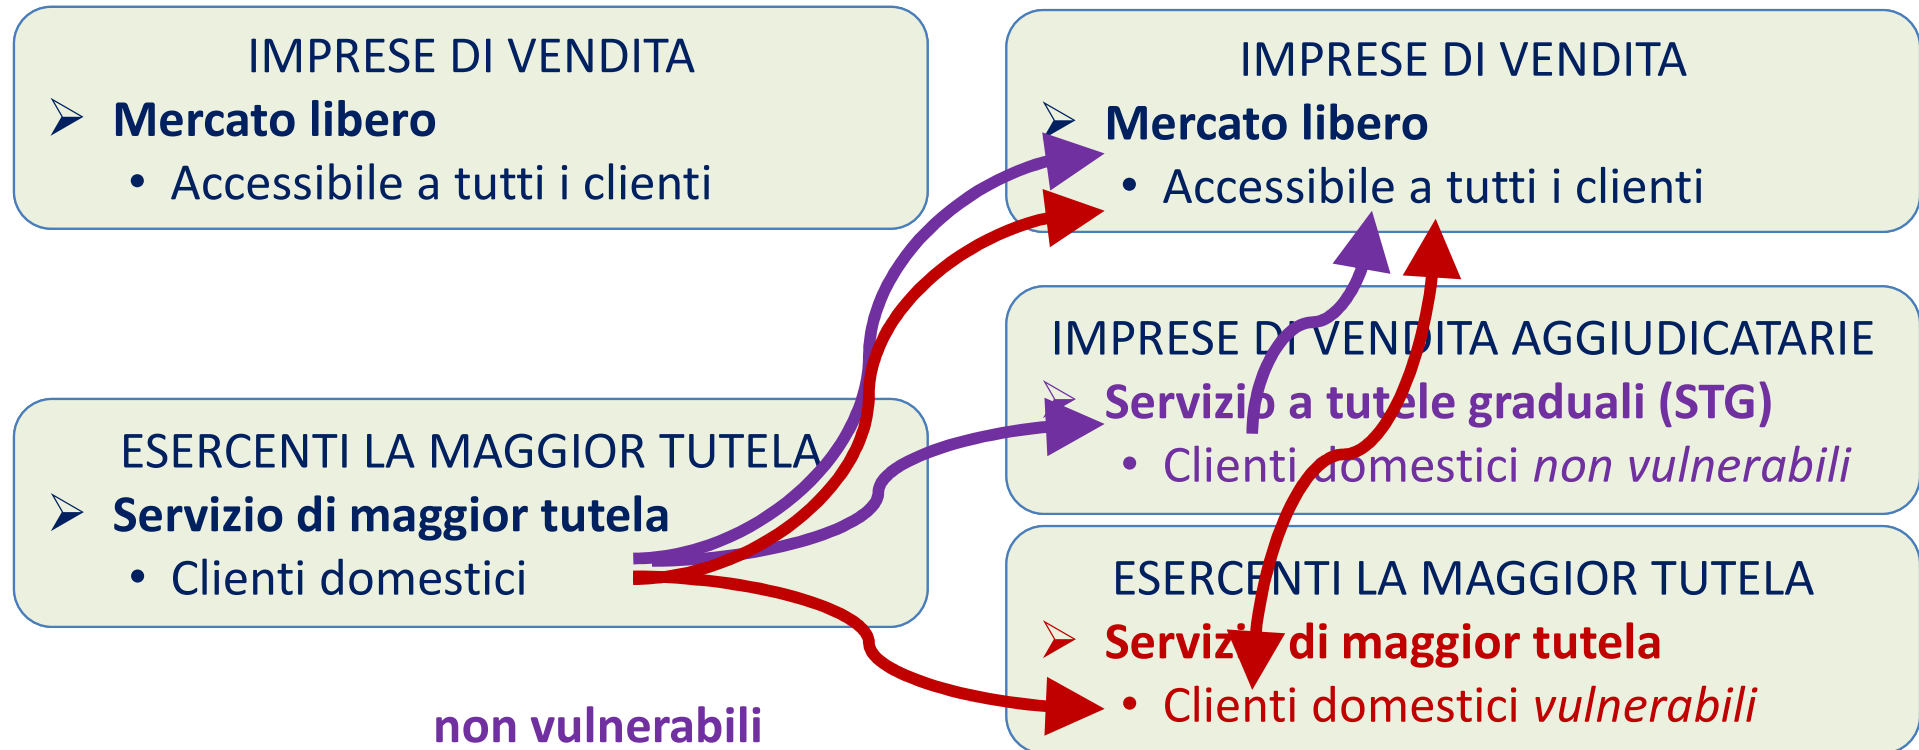 IMPRESE DI VENDITA
➢ Mercato libero
• Accessibile a tutti i clienti
ESERCENTI LA MAGGIOR TUTELA
➢ Servizio di maggior tutela
• Clienti domestici
non vulnerabili
IMPRESE DI VENDITA
➢ Mercato libero
• Accessibile a tutti i clienti
IMPRESE DI VENDITA AGGIUDICATARIE
➢ Servizio a tutele graduali (STG)
• Clienti domestici non vulnerabili
ESERCENTI LA MAGGIOR TUTELA
➢ Servizio di maggior tutela
• Clienti domestici vulnerabili